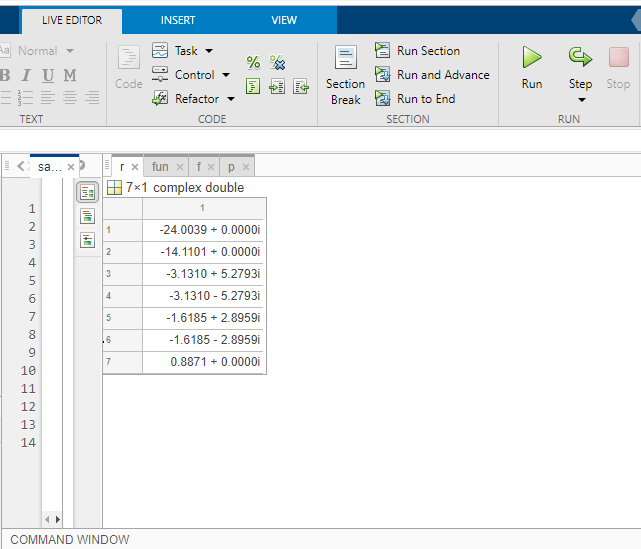 LIVE EDITOR INSERT VIEW
Aa Normal
B I U M
Code
Task
Control
Refactor
Section Break
Run Section
Run and Advance
Run to End
Run
Step
Stop
TEXT CODE SECTION RUN
sa... × r × fun × f × p ×
7×1 complex double
1
1 -24.0039 + 0.0000i
2 -14.1101 + 0.0000i
3 -3.1310 + 5.2793i
4 -3.1310 - 5.2793i
5 -1.6185 + 2.8959i
6 -1.6185 - 2.8959i
7 0.8871 + 0.0000i
1
2
3
4
5
6
7
8
9
10
11
12
13
14
COMMAND WINDOW